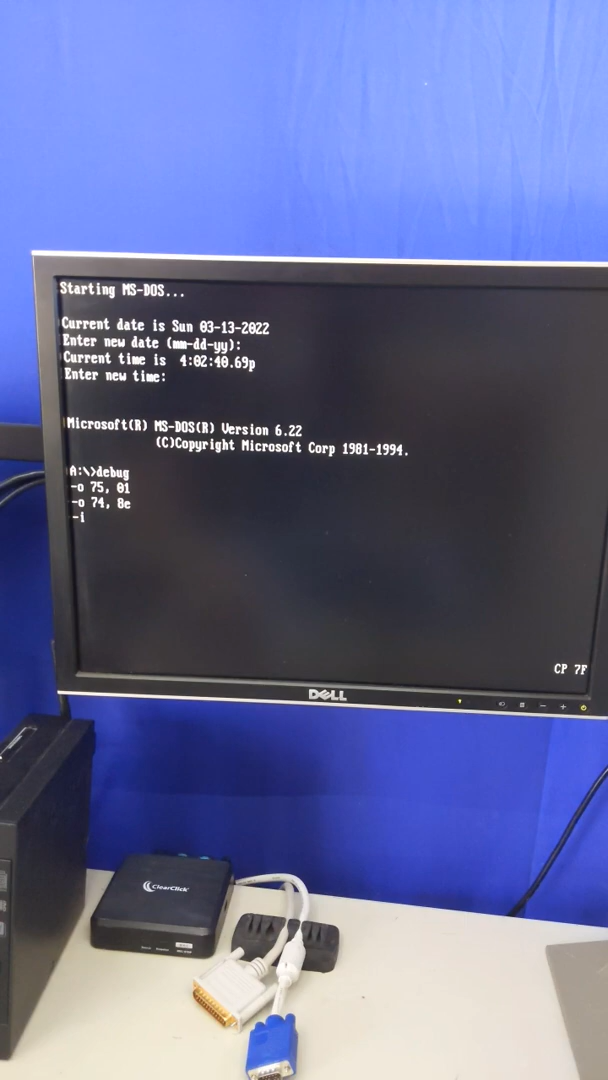 Starting MS-DOS...
Current date is Sun 03-13-2022
Enter new date (mm-dd-yy):
Current time is  4:02:40.69p
Enter new time:
Microsoft(R) MS-DOS(R) Version 6.22
(C)Copyright Microsoft Corp 1981-1994.
A:\>debug
-o 75, 01
-o 74, 8e
-i
CP 7F
DELL
ClearClick